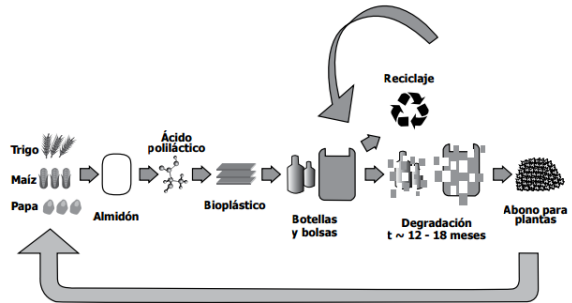 Reciclaje
Trigo
Maíz
Papa
Almidón
Ácido
poliláctico
Bioplástico
Botellas
y bolsas
Degradación
t ~ 12 - 18 meses
Abono para
plantas